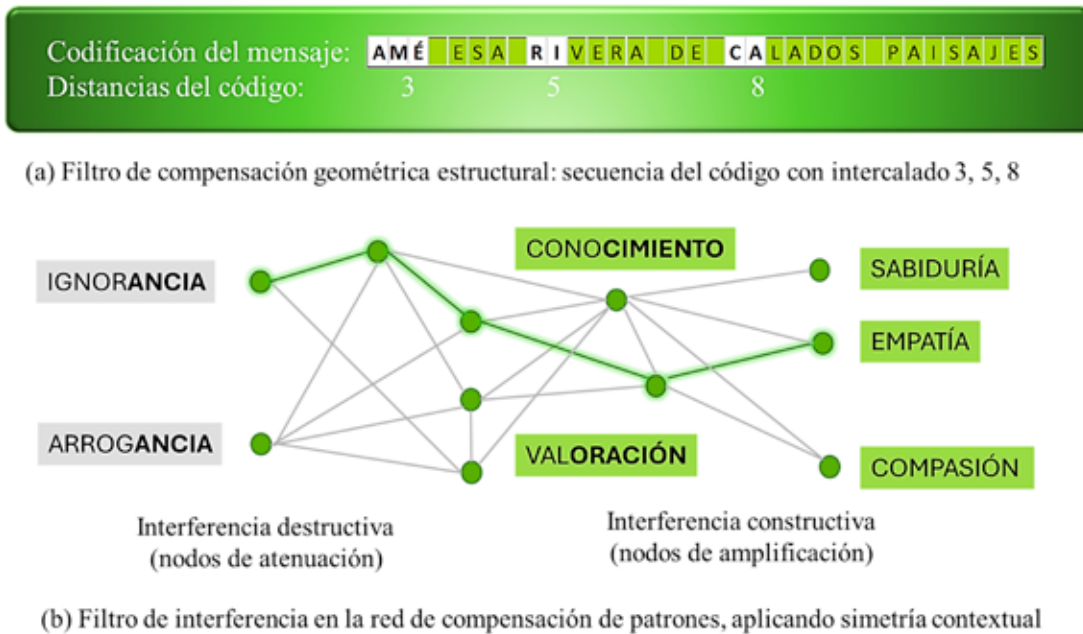 Codificación del mensaje: AMÉ ESA RIVERA DE CALADOS PAISAJES
Distancias del código: 3 5 8
(a) Filtro de compensación geométrica estructural: secuencia del código con intercalado 3, 5, 8
IGNORANCIA
ARROGANCIA
CONOCIMIENTO
VALORACIÓN
SABIDURÍA
EMPATÍA
COMPASIÓN
Interferencia destructiva
(nodos de atenuación)
Interferencia constructiva
(nodos de amplificación)
(b) Filtro de interferencia en la red de compensación de patrones, aplicando simetría contextual